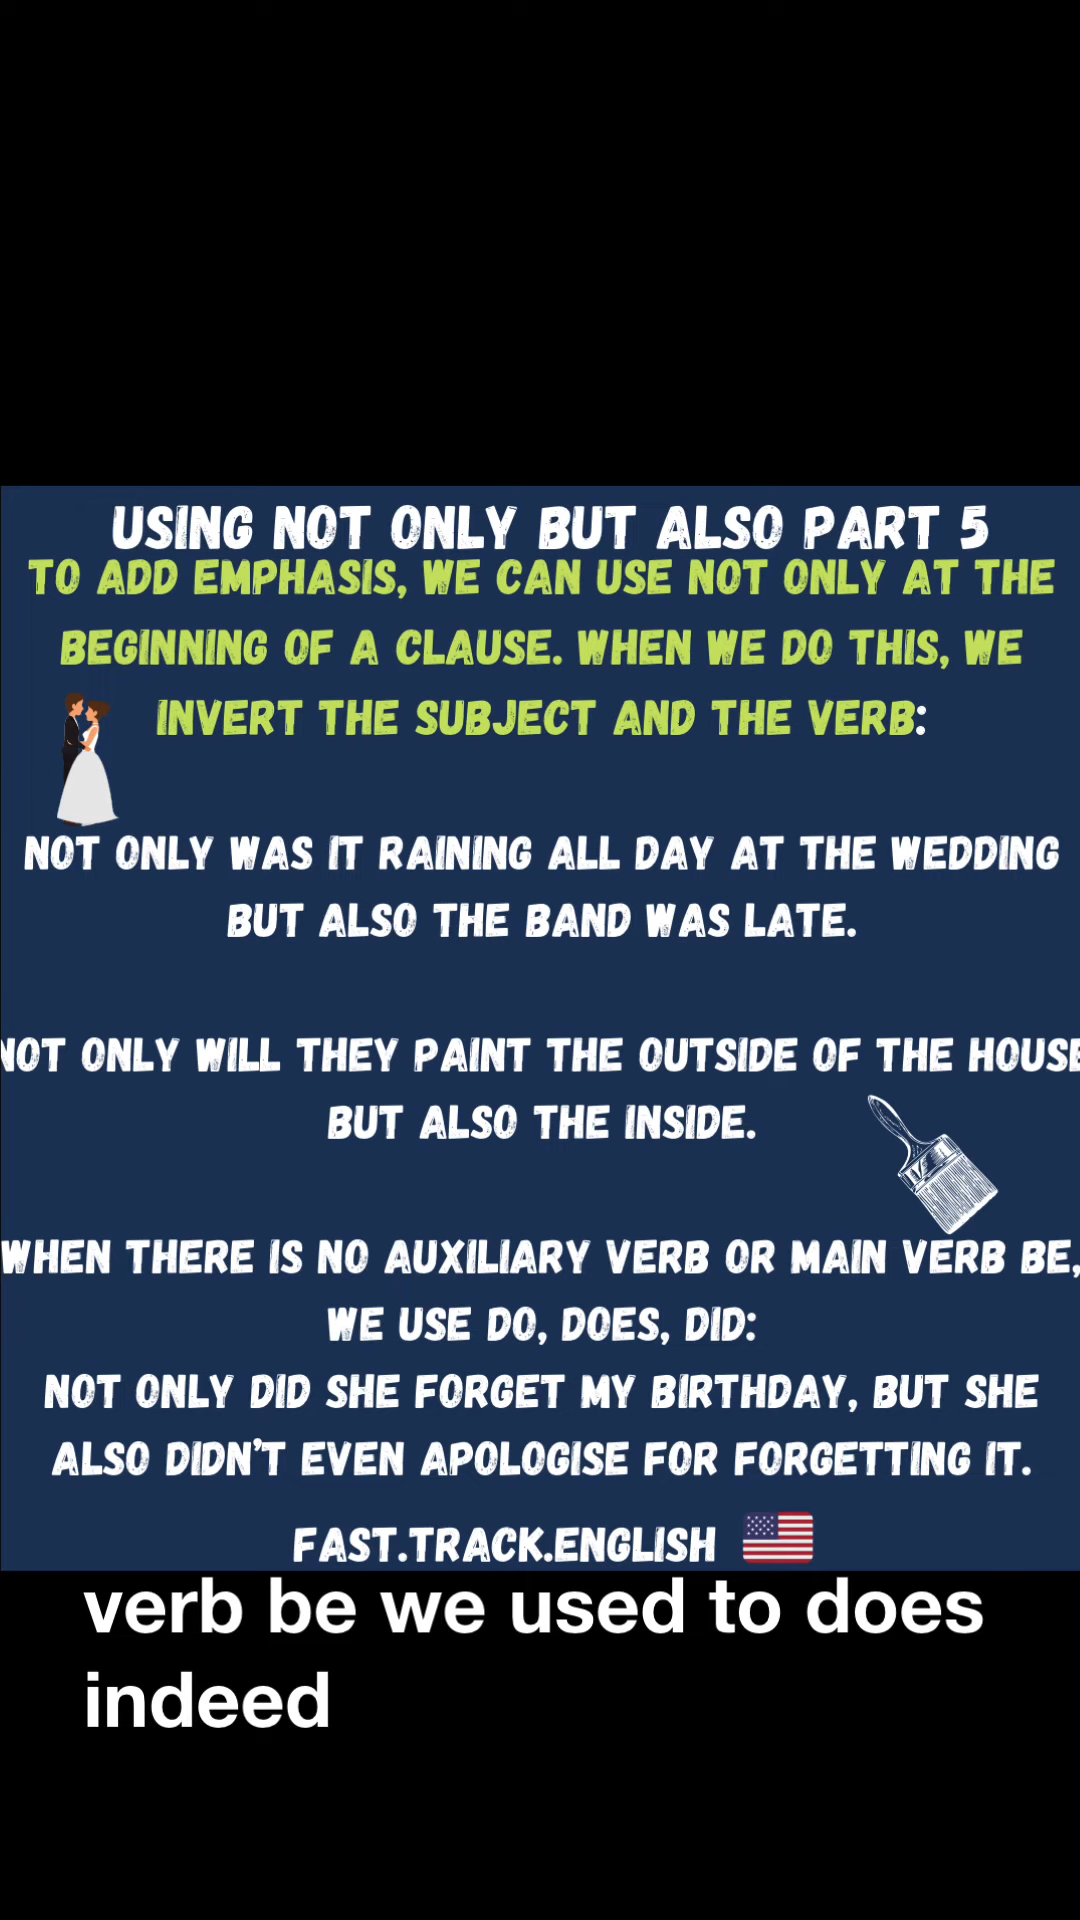 USING NOT ONLY BUT ALSO PART 5
TO ADD EMPHASIS, WE CAN USE NOT ONLY AT THE
BEGINNING OF A CLAUSE. WHEN WE DO THIS, WE
INVERT THE SUBJECT AND THE VERB:
NOT ONLY WAS IT RAINING ALL DAY AT THE WEDDING
BUT ALSO THE BAND WAS LATE.
NOT ONLY WILL THEY PAINT THE OUTSIDE OF THE HOUSE
BUT ALSO THE INSIDE.
WHEN THERE IS NO AUXILIARY VERB OR MAIN VERB BE,
WE USE DO, DOES, DID:
NOT ONLY DID SHE FORGET MY BIRTHDAY, BUT SHE
ALSO DIDN'T EVEN APOLOGISE FOR FORGETTING IT.
FAST.TRACK.ENGLISH
verb be we used to does
indeed